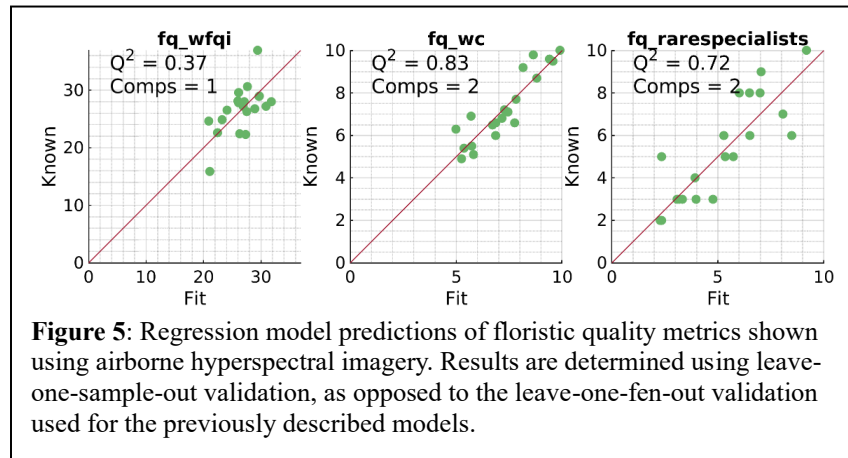 fq_wfqi
Q² = 0.37
Comps = 1
Known
30
20
10
0
0
10
20
30
Fit
fq_wc
Q² = 0.83
Comps = 2
Known
10
8
6
4
2
0
0
5
10
Fit
fq_rarespecialists
Q² = 0.72
Comps = 2
Known
10
8
6
4
2
0
0
5
10
Fit
Figure 5: Regression model predictions of floristic quality metrics shown
using airborne hyperspectral imagery. Results are determined using leave-
one-sample-out validation, as opposed to the leave-one-fen-out validation
used for the previously described models.